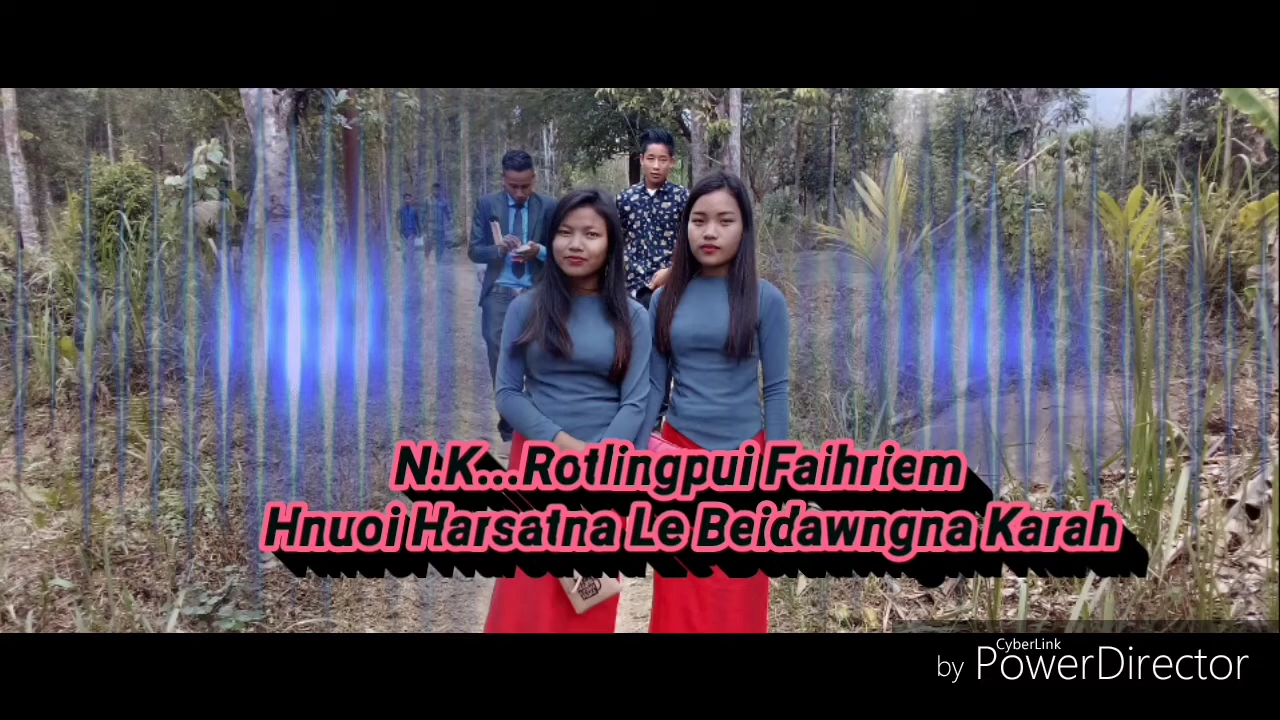 N.K...Rotlingpui Faihriem
Hnuoi Harsatna Le Beidawngna Karah
CyberLink
by PowerDirector